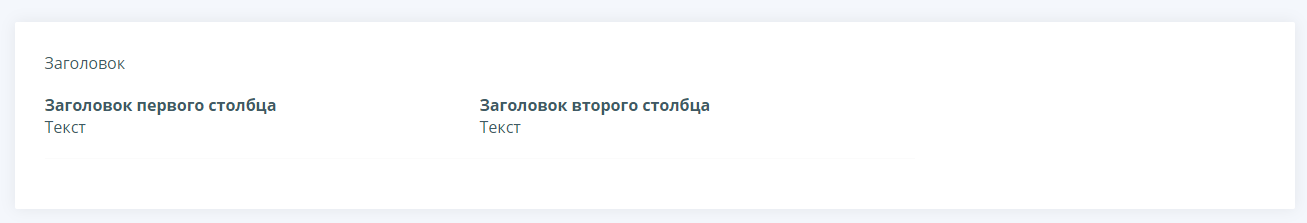 Заголовок
Заголовок первого столбца Заголовок второго столбца
Текст Текст